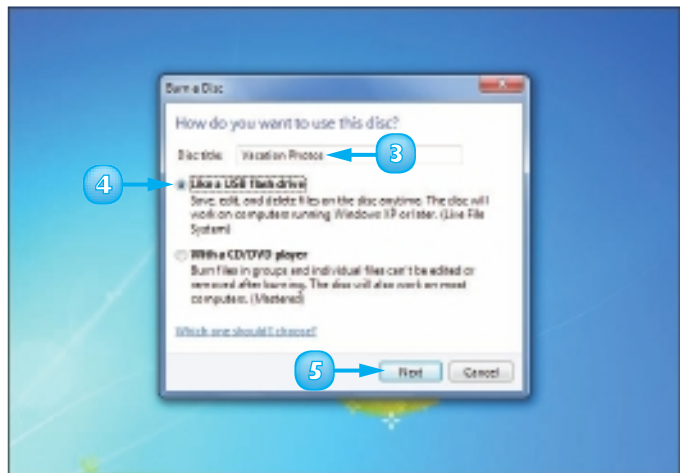 Burn a Disc
How do you want to use this disc?
Disc title: Vacation Photos 3
4 Like a USB flash drive
Save, edit, and delete files on the disc anytime. The disc will
work on computers running Windows XP or later. (Live File
System)
With a CD/DVD player
Burn files in groups and individual files can't be edited or
removed after burning. The disc will also work on most
computers. (Mastered)
Which one should I choose?
5 Next Cancel